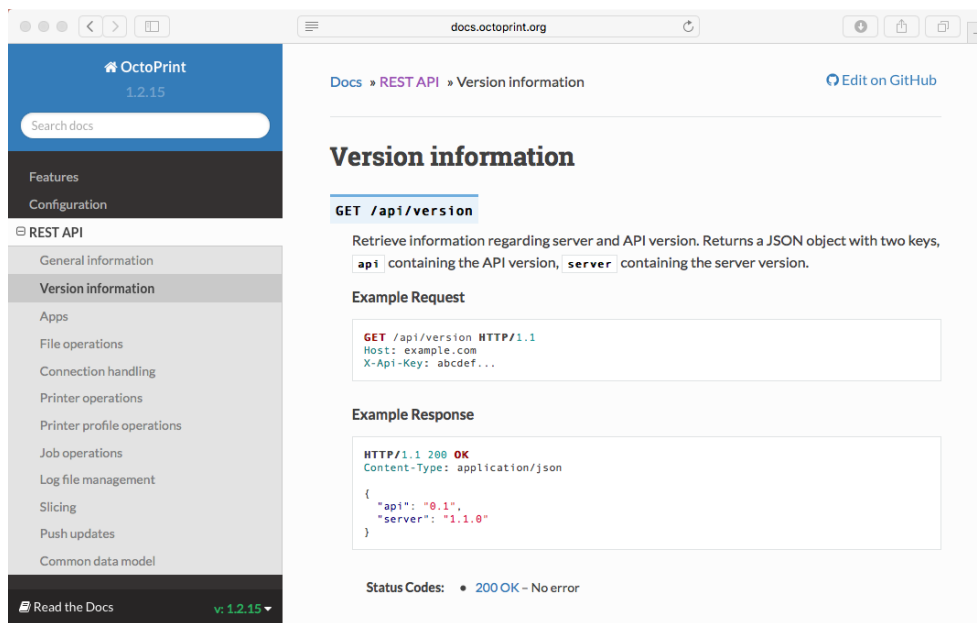 docs.octoprint.org
OctoPrint
1.2.15
Search docs
Features
Configuration
REST API
General information
Version information
Apps
File operations
Connection handling
Printer operations
Printer profile operations
Job operations
Log file management
Slicing
Push updates
Common data model
Read the Docs
v: 1.2.15
Docs » REST API » Version information
Edit on GitHub
Version information
GET /api/version
Retrieve information regarding server and API version. Returns a JSON object with two keys,
api containing the API version, server containing the server version.
Example Request
GET /api/version HTTP/1.1
Host: example.com
X-Api-Key: abcdef...
Example Response
HTTP/1.1 200 OK
Content-Type: application/json
{
"api": "0.1",
"server": "1.1.0"
}
Status Codes: • 200 OK – No error